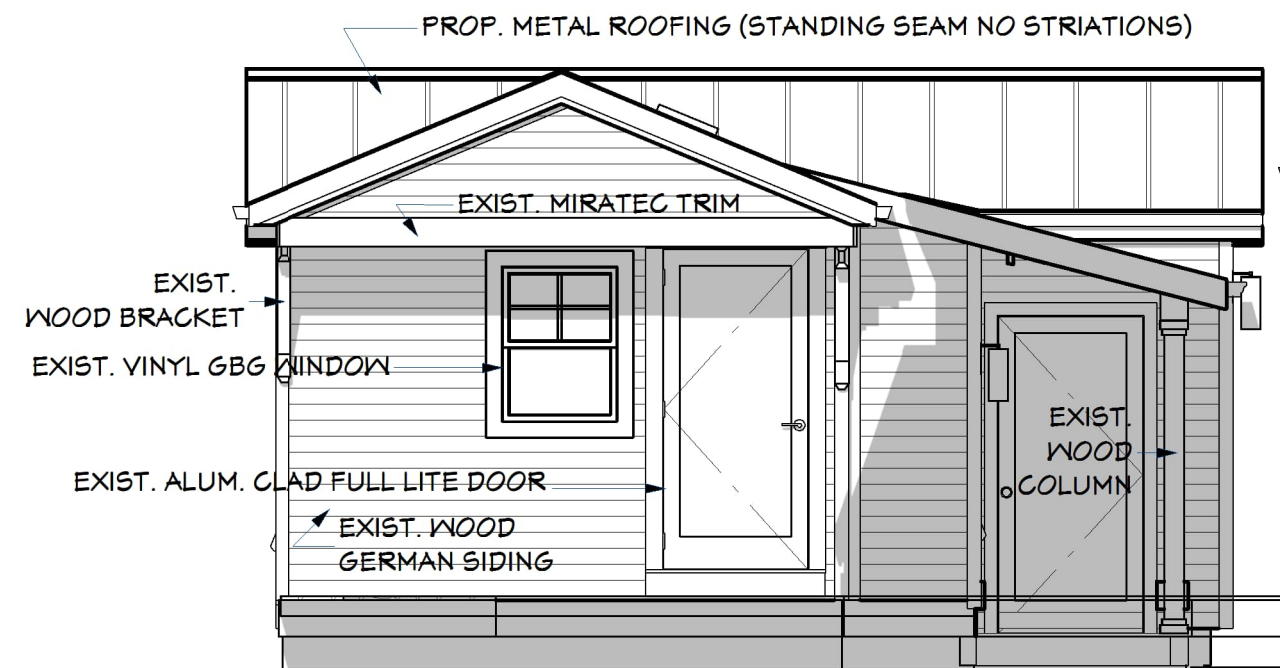 PROP. METAL ROOFING (STANDING SEAM NO STRIATIONS)
EXIST. MIRATEC TRIM
EXIST.
WOOD BRACKET
EXIST. VINYL GBG WINDOW
EXIST.
WOOD
COLUMN
EXIST. ALUM. CLAD FULL LITE DOOR
EXIST. WOOD
GERMAN SIDING